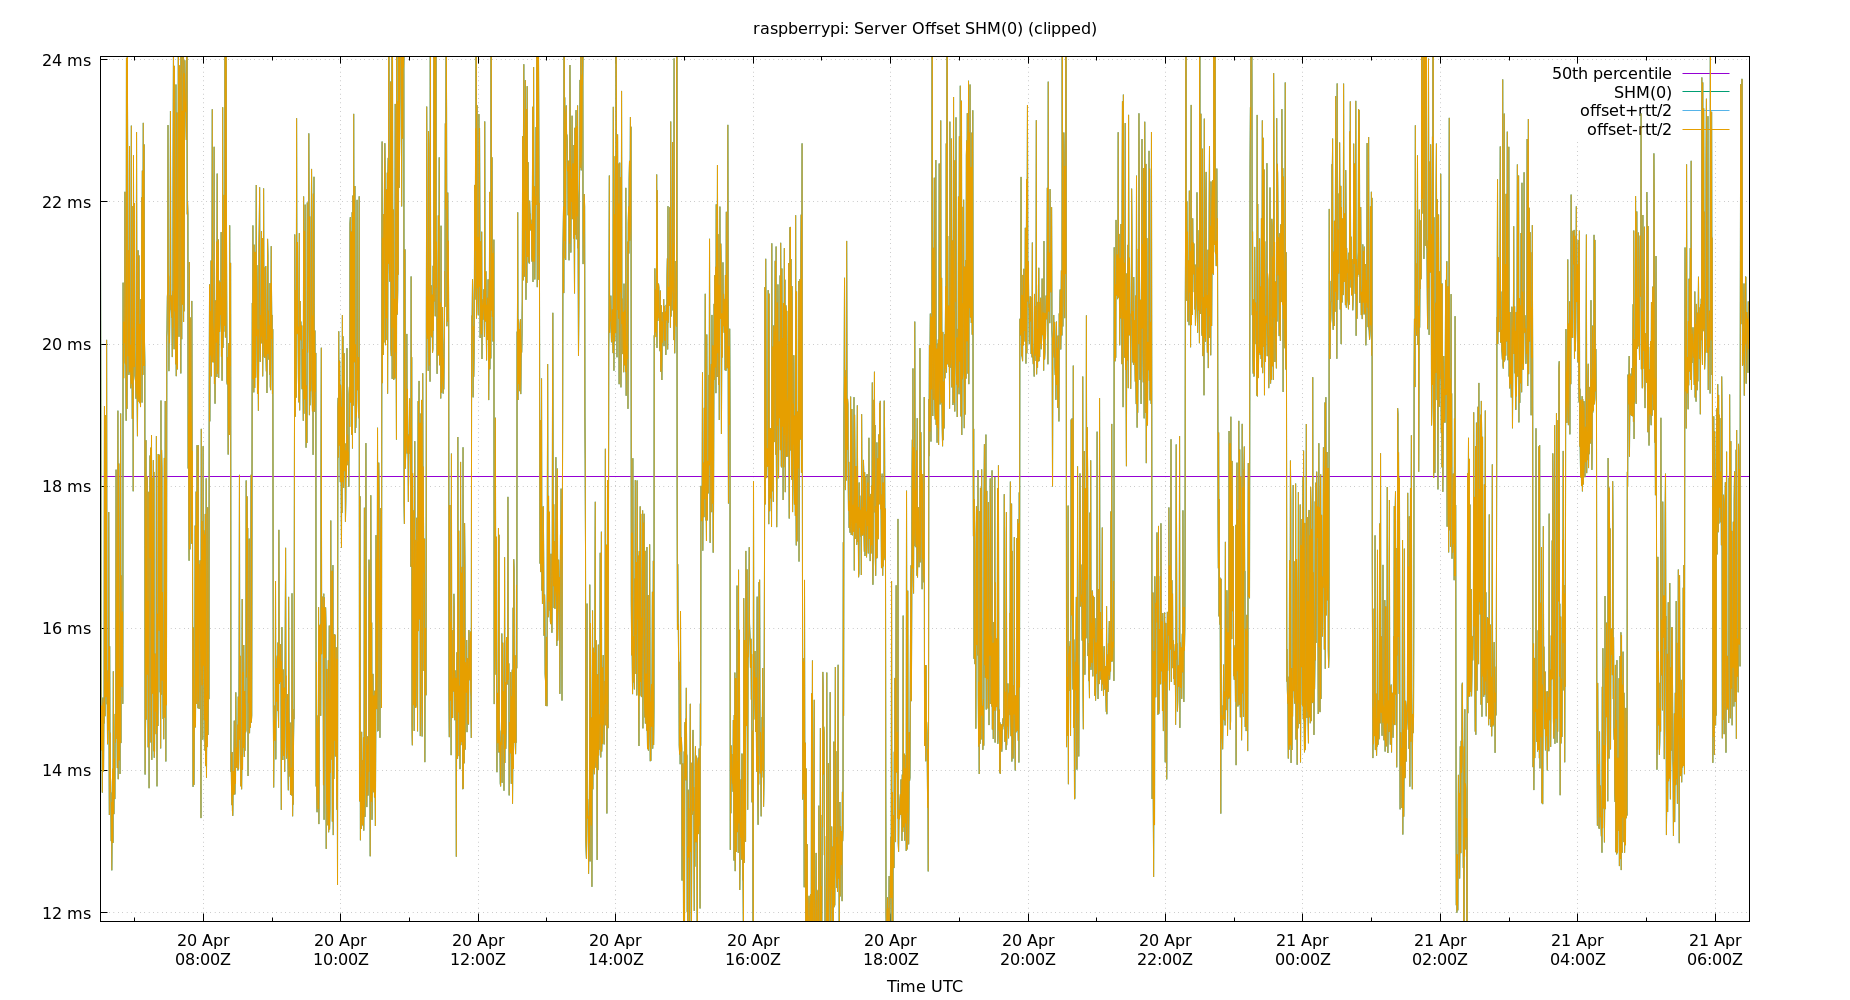 raspberrypi: Server Offset SHM(0) (clipped)
24 ms
22 ms
20 ms
18 ms
16 ms
14 ms
12 ms
50th percentile
SHM(0)
offset+rtt/2
offset-rtt/2
20 Apr 20 Apr 20 Apr 20 Apr 20 Apr 20 Apr 20 Apr 20 Apr 21 Apr 21 Apr 21 Apr 21 Apr
08:00Z 10:00Z 12:00Z 14:00Z 16:00Z 18:00Z 20:00Z 22:00Z 00:00Z 02:00Z 04:00Z 06:00Z
Time UTC